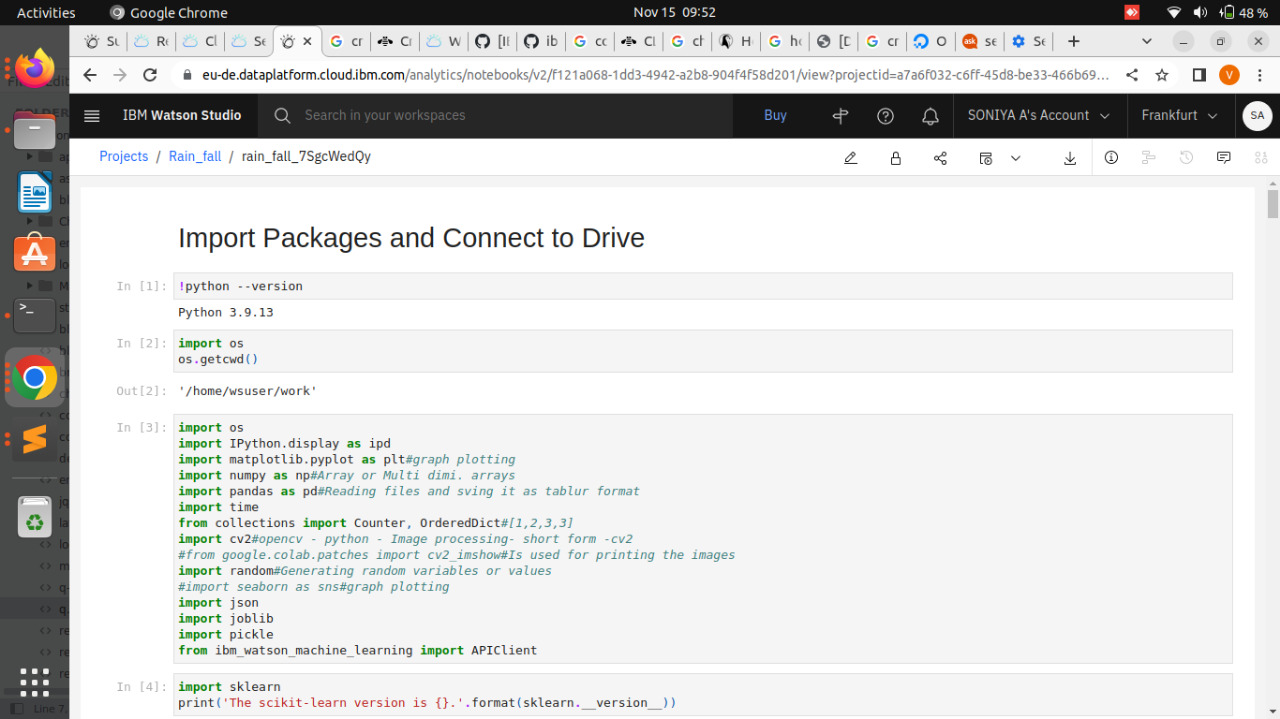 Activities
Google Chrome
Nov 15 09:52
48 %
Su
Re
Cl
Se
cr
Cr
W
[IE
ib
cc
Cl
ch
H
he
[D
cr
O
se
Se
eu-de.dataplatform.cloud.ibm.com/analytics/notebooks/v2/f121a068-1dd3-4942-a2b8-904f4f59d201/view?projectid=a7a6f032-c6ff-45d8-be33-466b69...
V
IBM Watson Studio
Search in your workspaces
Buy
SONIYA A's Account
Frankfurt
SA
Projects / Rain_fall / rain_fall_7SgcWedQy
Import Packages and Connect to Drive
In [1]:
!python --version
Python 3.9.13
In [2]:
import os
os.getcwd()
Out[2]:
'/home/wsuser/work'
In [3]:
import os
import IPython.display as ipd
import matplotlib.pyplot as plt#graph plotting
import numpy as np#Array or Multi dimi. arrays
import pandas as pd#Reading files and sving it as tablur format
import time
from collections import Counter, OrderedDict#[1,2,3,3]
import cv2#opencv - python - Image processing- short form -cv2
#from google.colab.patches import cv2_imshow#Is used for printing the images
import random#Generating random variables or values
#import seaborn as sns#graph plotting
import json
import joblib
import pickle
from ibm_watson_machine_learning import APIClient
In [4]:
import sklearn
print('The scikit-learn version is {}.'.format(sklearn.__version__))
Line 7,